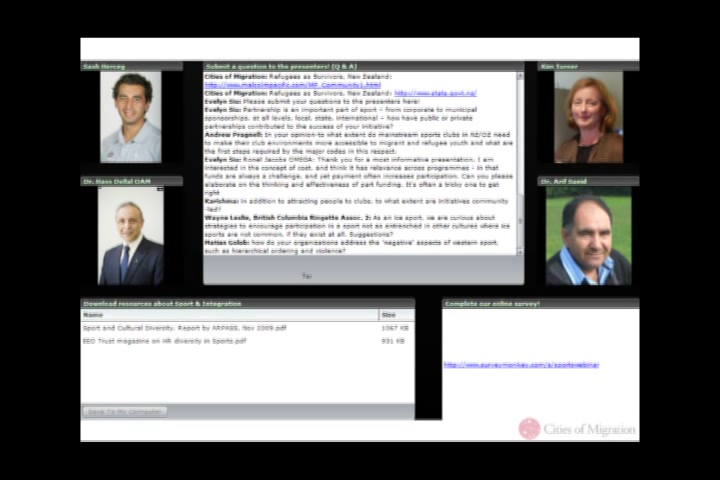 Sash Herceg
Submit a question to the presenters! (Q & A)
Kim Turner
Cities of Migration: Refugees as Survivors, New Zealand:
Cities of Migration: Refugees as Survivors, New Zealand: http://www.stats.govt.nz/
Evelyn Siu: Please submit your questions to the presenters here!
Evelyn Siu: Partnership is an important part of sport - from corporate to municipal
sponsorships, at all levels, local, state, international - how have public or private
partnerships contributed to the success of your initiative?
Andrew Pragnell: In your opinion to what extent do mainstream sports clubs in NZ/OZ need
to make their club environments more accessible to migrant and refugee youth and what are
the first steps required by the major codes in this respect.
Evelyn Siu: Ronel Jacobs OMEGA: Thank you for a most informative presentation. I am
interested in the concept of cost, and think it has relevance across programmes - in that
funds are always a challenge, and yet payment often increases participation. Can you please
elaborate on the thinking and effectiveness of part funding. It's often a tricky one to get
right
Karishma: In addition to attracting people to clubs, to what extent are initiatives community
-led?
Wayne Leslie, British Columbia Ringette Assoc. 2: As an ice sport, we are curious about
strategies to encourage participation in a sport not as entrenched in other cultures where ice
sports are not common, if they exist at all. Suggestions?
Matias Golob: how do your organizations address the 'negative' aspects of western sport,
such as hierarchical ordering and violence?
Dr. Hass Dellal OAM
Dr. Arif Saeid
Download resources about Sport & Integration
Complete our online survey!
Name Size
Sport and Cultural Diversity. Report by ARPASS, Nov 2009.pdf 1067 KB
EEO Trust magazine on HR diversity in Sports.pdf 931 KB
http://www.surveymonkey.com/s/sportswebinar
Save To My Computer
Cities of Migration